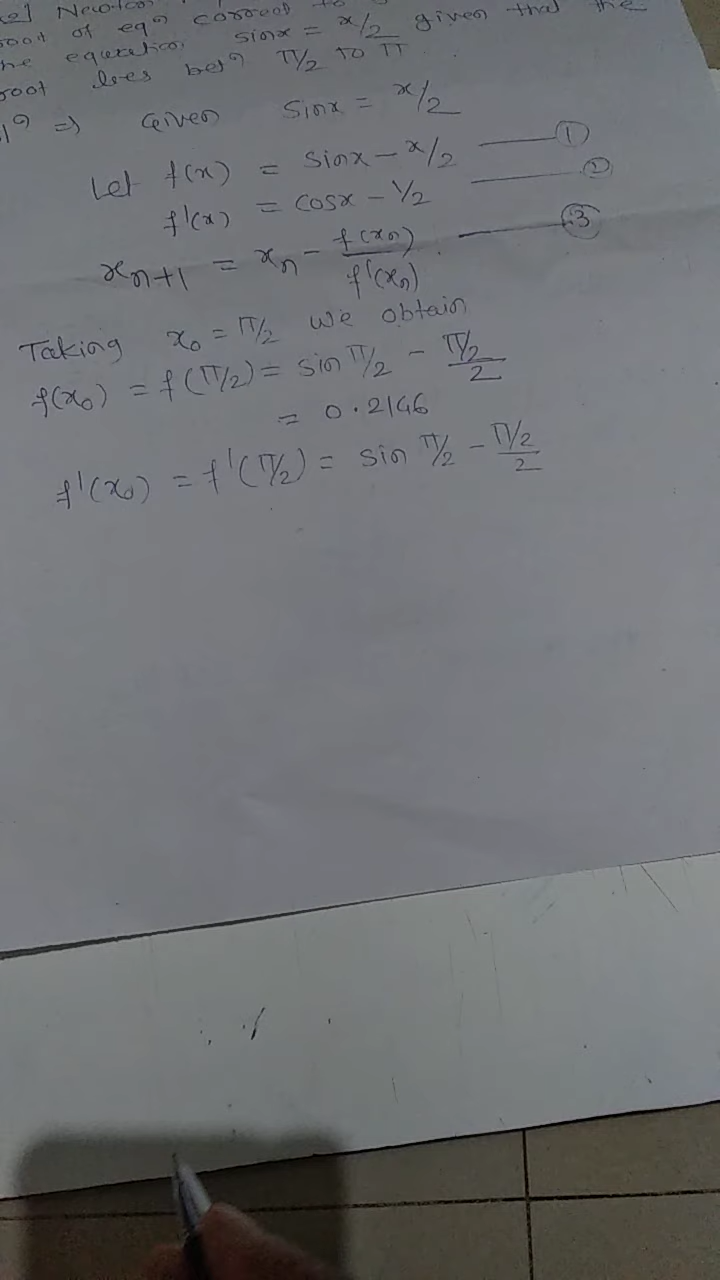 Newton
root of eqn correct to
the equation sinx = x/2 given that the
root lies betn π/2 to π.
=> Given sinx = x/2
Let f(x) = sinx - x/2 — ①
f'(x) = cosx - 1/2 — ②
xn+1 = xn - f(xn)/f'(xn) . — ③
Taking x0 = π/2 we obtain
f(x0) = f(π/2) = sin π/2 - π/2/2
= 0.2146
f'(x0) = f'(π/2) = sin π/2 - π/2/2